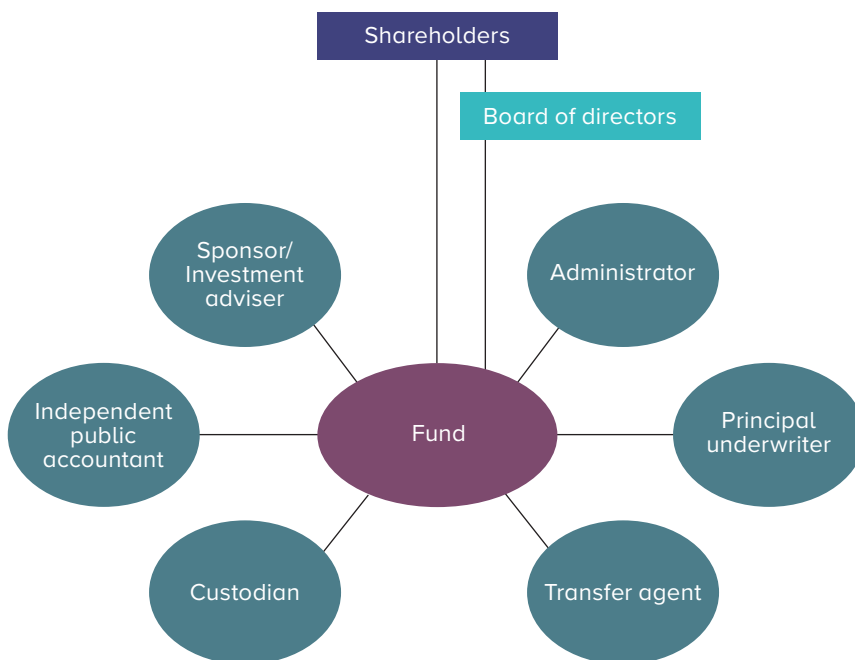 Shareholders
Board of directors
Sponsor/
Investment
adviser
Administrator
Independent
public
accountant
Fund
Principal
underwriter
Custodian
Transfer agent